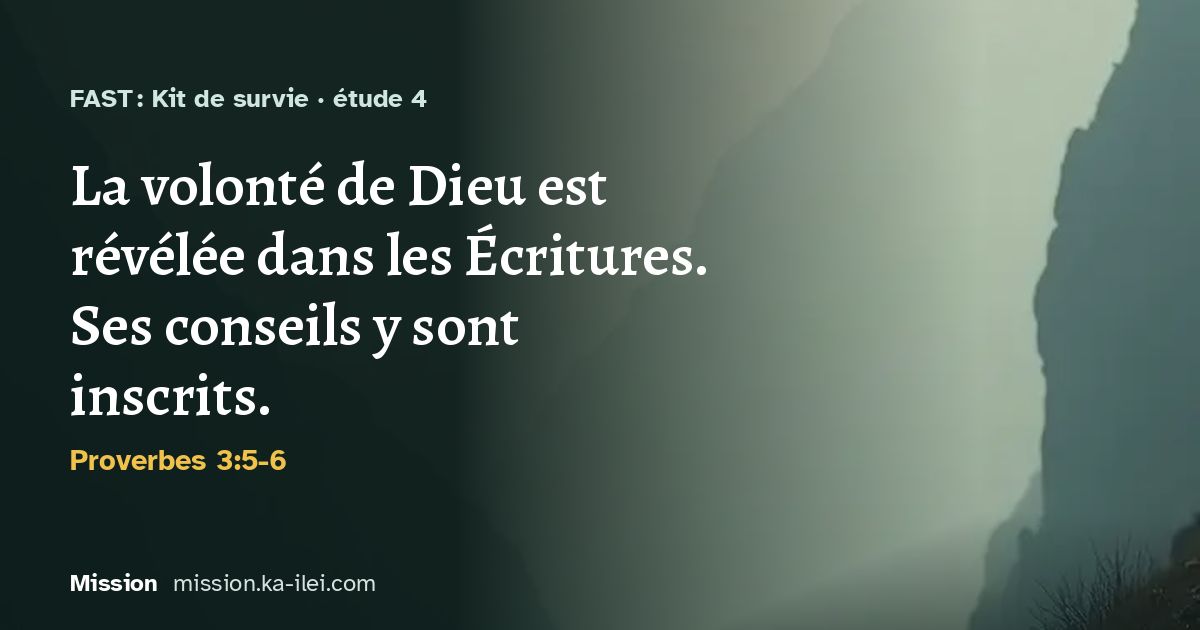 FAST : Kit de survie · étude 4
La volonté de Dieu est
révélée dans les Écritures.
Ses conseils y sont
inscrits.
Proverbes 3:5-6
Mission mission.ka-ilei.com